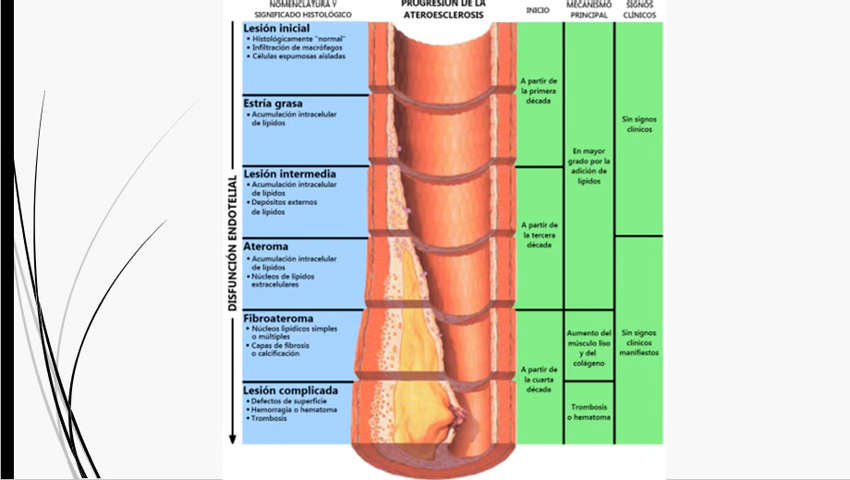 NOMENCLATURA Y
SIGNIFICADO HISTOLÓGICO
PROGRESIÓN DE LA
ATEROESCLEROSIS
INICIO
MECANISMO
PRINCIPAL
SIGNOS
CLÍNICOS
DISFUNCIÓN ENDOTELIAL
Lesión inicial
• Histológicamente "normal"
• Infiltración de macrófagos
• Células espumosas aisladas
Estría grasa
• Acumulación intracelular
de lípidos
Lesión intermedia
• Acumulación intracelular
de lípidos
• Depósitos externos
de lípidos
Ateroma
• Acumulación intracelular
de lípidos
• Núcleos de lípidos
extracelulares
Fibroateroma
• Núcleos lipídicos simples
o múltiples
• Capas de fibrosis
o calcificación
Lesión complicada
• Defectos de superficie
• Hemorragia o hematoma
• Trombosis
A partir de
la primera
década
A partir de
la tercera
década
A partir de
la cuarta
década
En mayor
grado por la
adición de
lípidos
Aumento del
músculo liso
y del
colágeno
Trombosis
o hematoma
Sin signos
clínicos
Sin signos
clínicos
manifiestos